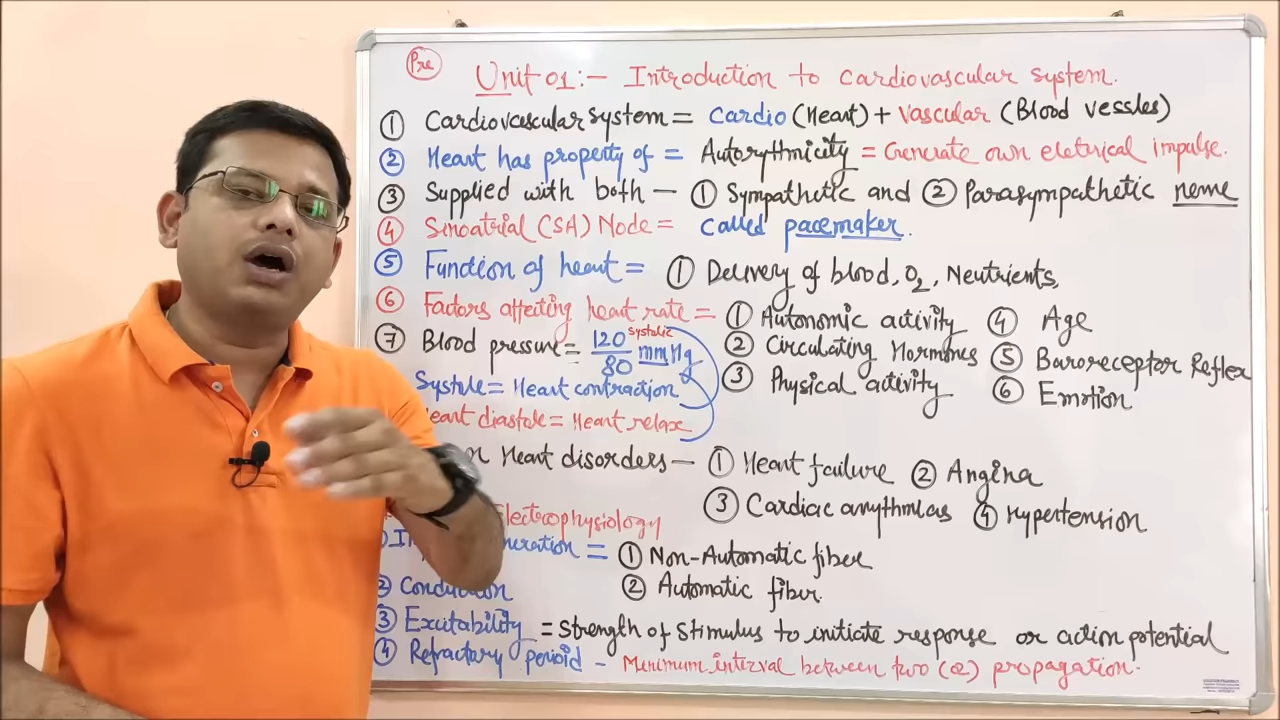 Pre
Unit 01:- Introduction to cardiovascular system.
① Cardiovascular system = cardio (Heart) + vascular (Blood vessles)
② Heart has property of = Autorythmicity = Generate own eletrical impulse.
③ Supplied with both — ① Sympathetic and ② Parasympathetic nerve
④ Sinoatrial (SA) Node = called pacemaker.
⑤ Function of heart = ① Delivery of blood, O2, Neutrients,
⑥ Factors affecting heart rate = ① Autonomic activity ④ Age
② Circulating Hormones ⑤ Baroreceptor Reflex
③ Physical activity ⑥ Emotion
⑦ Blood pressure = 120/80 mmHg systolic
Systole = Heart contraction
Heart diastole = Heart relax
Heart disorders — ① Heart failure ② Angina
③ Cardiac arrythmias ④ Hypertension
Electrophysiology
= ① Non-Automatic fiber
② Automatic fiber.
② Conduction
③ Excitability = Strength of stimulus to initiate response or action potential
④ Refractory perioid - Minimum interval between two (2) propagation.